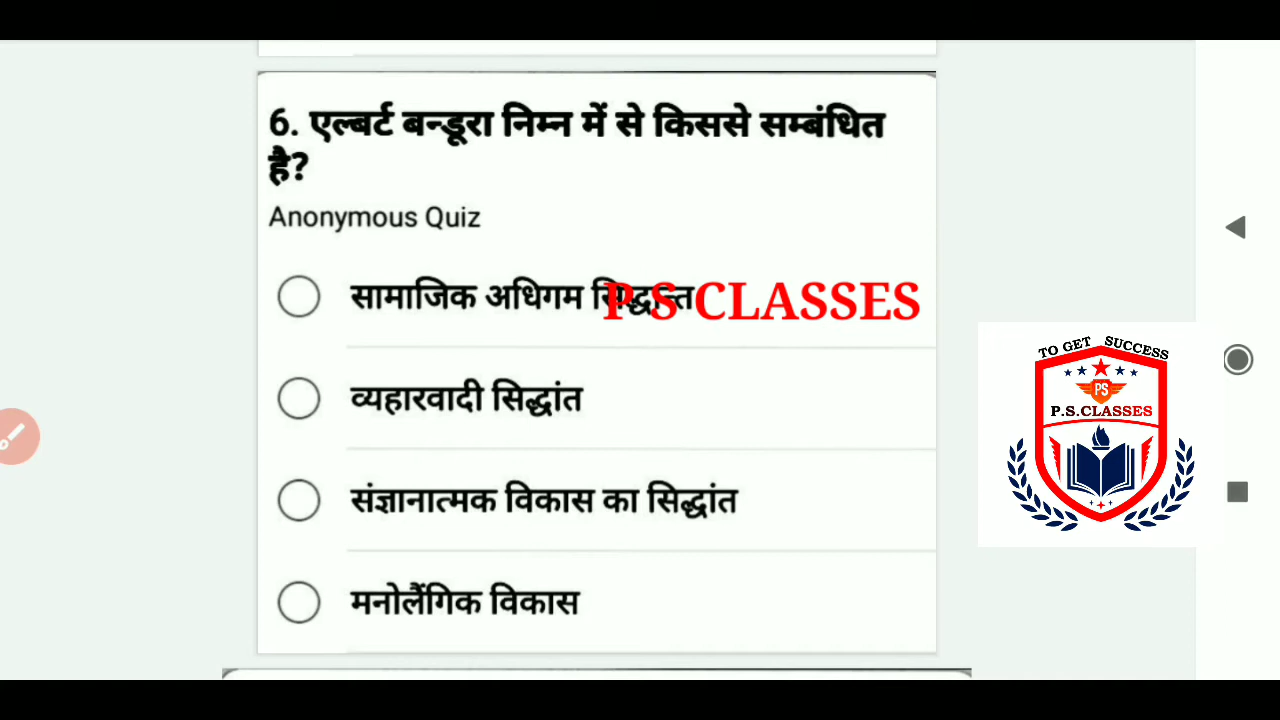 6. एल्बर्ट बन्डूरा निम्न में से किससे सम्बंधित
है?
Anonymous Quiz
सामाजिक अधिगम सिद्धान्त
P S CLASSES
व्यहारवादी सिद्धांत
संज्ञानात्मक विकास का सिद्धांत
मनोलैंगिक विकास
TO GET SUCCESS
PS
P.S.CLASSES